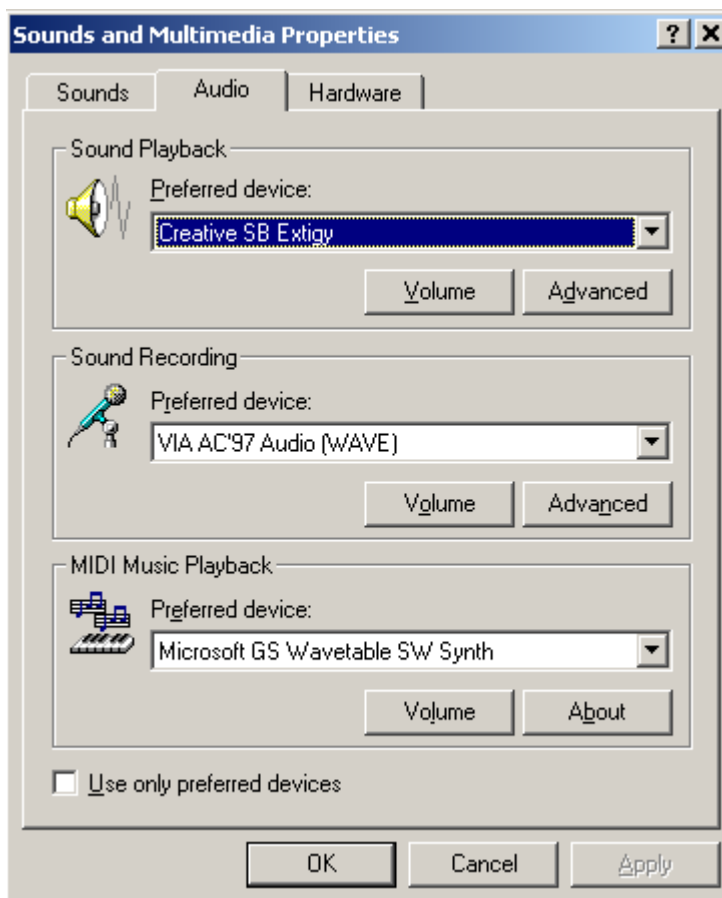 Sounds and Multimedia Properties
Sounds Audio Hardware
Sound Playback
Preferred device:
Creative SB Extigy
Volume Advanced
Sound Recording
Preferred device:
VIA AC'97 Audio (WAVE)
Volume Advanced
MIDI Music Playback
Preferred device:
Microsoft GS Wavetable SW Synth
Volume About
Use only preferred devices
OK Cancel Apply